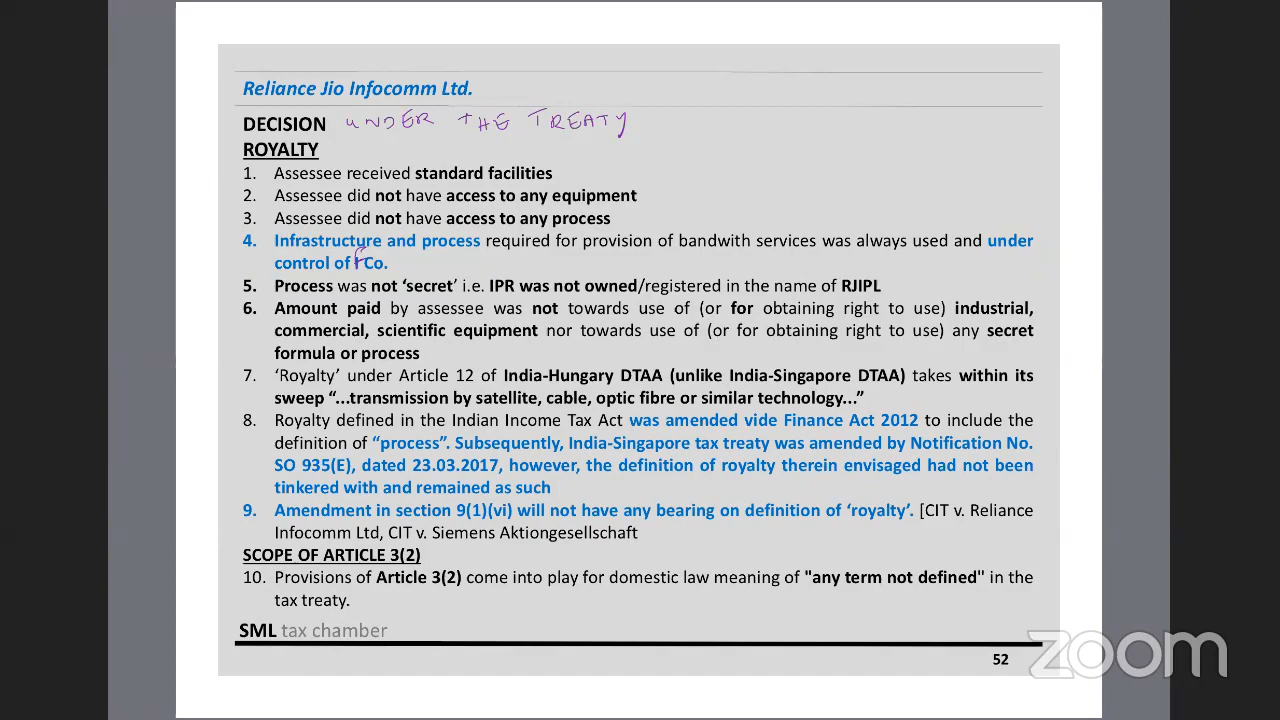 Reliance Jio Infocomm Ltd.
DECISION UNDER THE TREATY
ROYALTY
1. Assessee received standard facilities
2. Assessee did not have access to any equipment
3. Assessee did not have access to any process
4. Infrastructure and process required for provision of bandwith services was always used and under
control of FCo.
5. Process was not ‘secret’ i.e. IPR was not owned/registered in the name of RJIPL
6. Amount paid by assessee was not towards use of (or for obtaining right to use) industrial,
commercial, scientific equipment nor towards use of (or for obtaining right to use) any secret
formula or process
7. ‘Royalty’ under Article 12 of India-Hungary DTAA (unlike India-Singapore DTAA) takes within its
sweep “...transmission by satellite, cable, optic fibre or similar technology...”
8. Royalty defined in the Indian Income Tax Act was amended vide Finance Act 2012 to include the
definition of “process”. Subsequently, India-Singapore tax treaty was amended by Notification No.
SO 935(E), dated 23.03.2017, however, the definition of royalty therein envisaged had not been
tinkered with and remained as such
9. Amendment in section 9(1)(vi) will not have any bearing on definition of ‘royalty’. [CIT v. Reliance
Infocomm Ltd, CIT v. Siemens Aktiongesellschaft
SCOPE OF ARTICLE 3(2)
10. Provisions of Article 3(2) come into play for domestic law meaning of "any term not defined" in the
tax treaty.
SML tax chamber
52
zoom